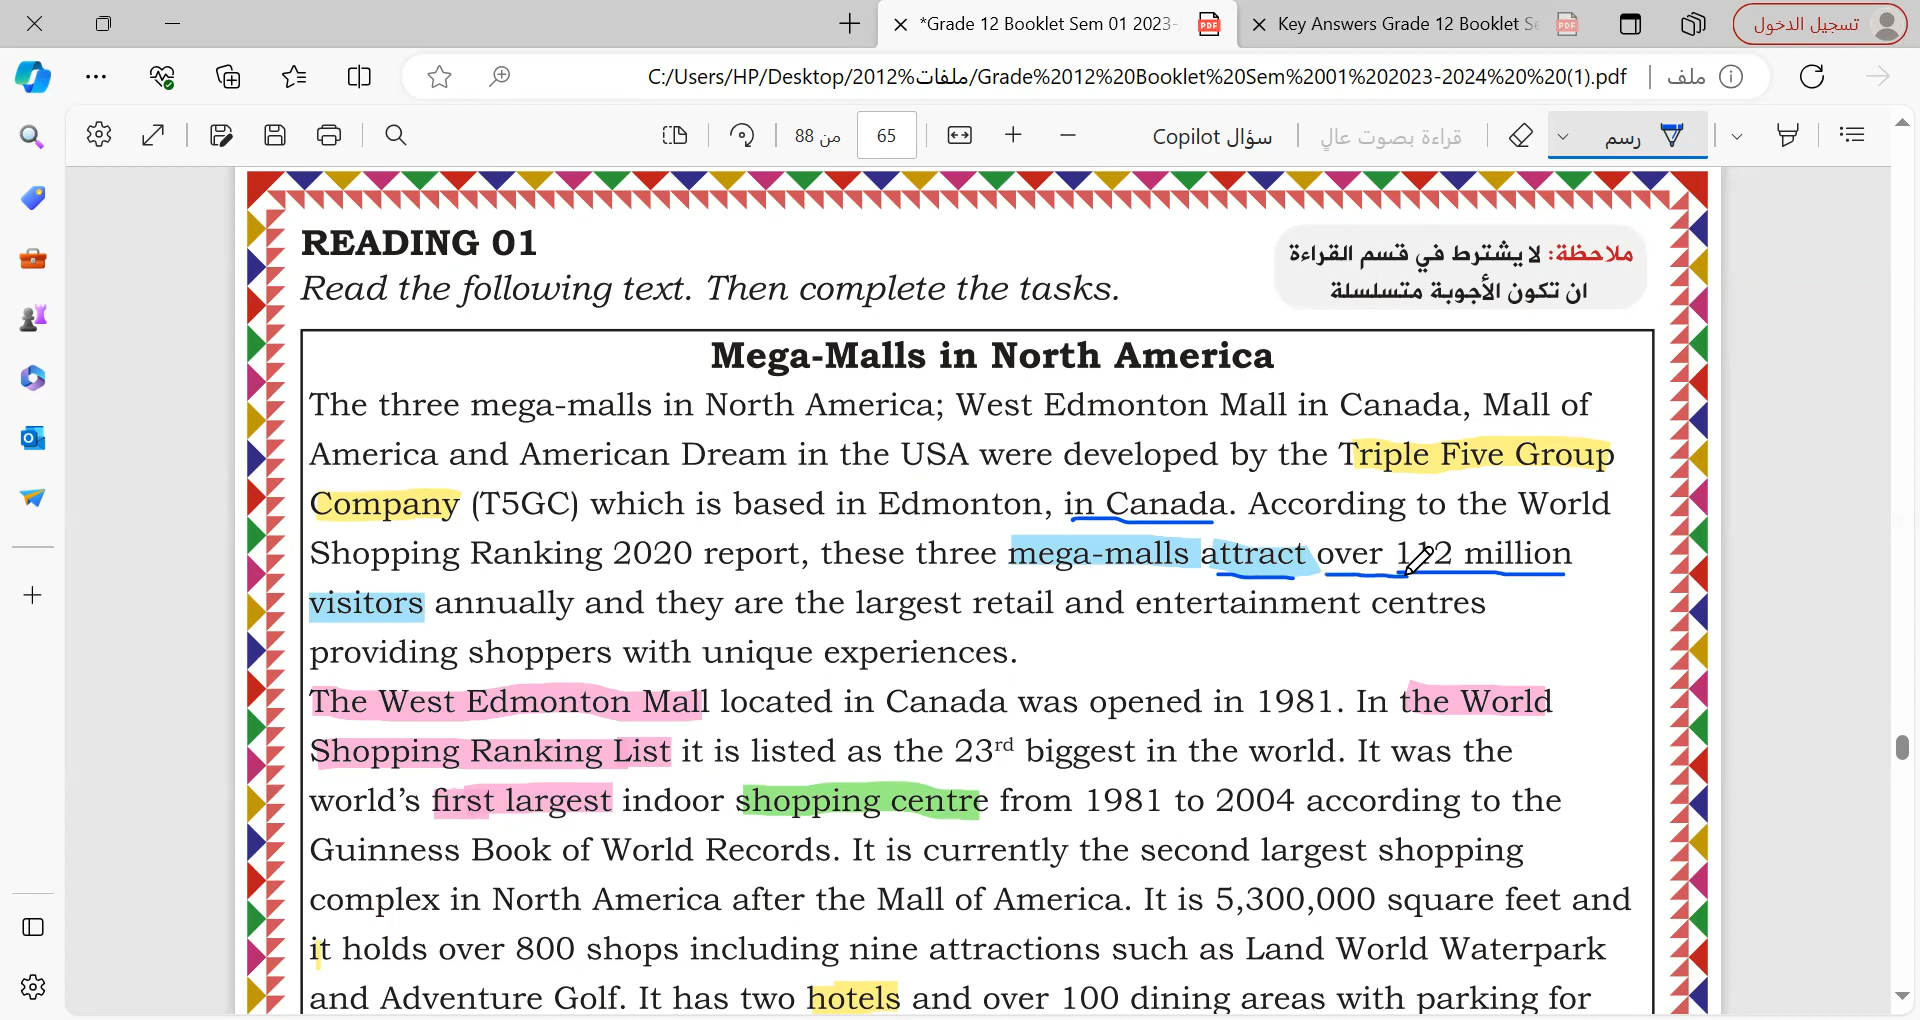 *Grade 12 Booklet Sem 01 2023-
Key Answers Grade 12 Booklet Se
تسجيل الدخول
C:/Users/HP/Desktop/2012%ملفات/Grade%2012%20Booklet%20Sem%2001%202023-2024%20%20(1).pdf
ملف
88 من
65
سؤال Copilot
قراءة بصوت عالٍ
رسم
READING 01
ملاحظة: لا يشترط في قسم القراءة
ان تكون الأجوبة متسلسلة
Read the following text. Then complete the tasks.
Mega-Malls in North America
The three mega-malls in North America; West Edmonton Mall in Canada, Mall of
America and American Dream in the USA were developed by the Triple Five Group
Company (T5GC) which is based in Edmonton, in Canada. According to the World
Shopping Ranking 2020 report, these three mega-malls attract over 112 million
visitors annually and they are the largest retail and entertainment centres
providing shoppers with unique experiences.
The West Edmonton Mall located in Canada was opened in 1981. In the World
Shopping Ranking List it is listed as the 23rd biggest in the world. It was the
world's first largest indoor shopping centre from 1981 to 2004 according to the
Guinness Book of World Records. It is currently the second largest shopping
complex in North America after the Mall of America. It is 5,300,000 square feet and
it holds over 800 shops including nine attractions such as Land World Waterpark
and Adventure Golf. It has two hotels and over 100 dining areas with parking for